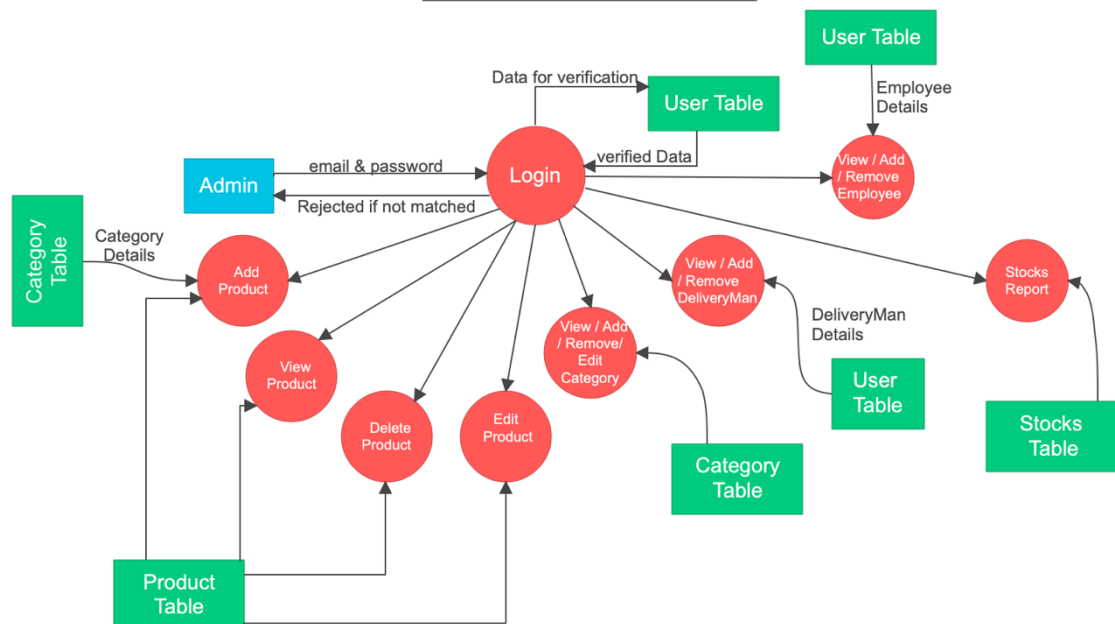 User Table
Data for verification
User Table
Employee
Details
verified Data
View / Add
/ Remove
Employee
Admin
email & password
Login
Rejected if not matched
Category
Table
Category
Details
Add
Product
View / Add
/ Remove
DeliveryMan
Stocks
Report
DeliveryMan
Details
View
Product
View / Add
/ Remove/
Edit
Category
User
Table
Delete
Product
Edit
Product
Stocks
Table
Category
Table
Product
Table